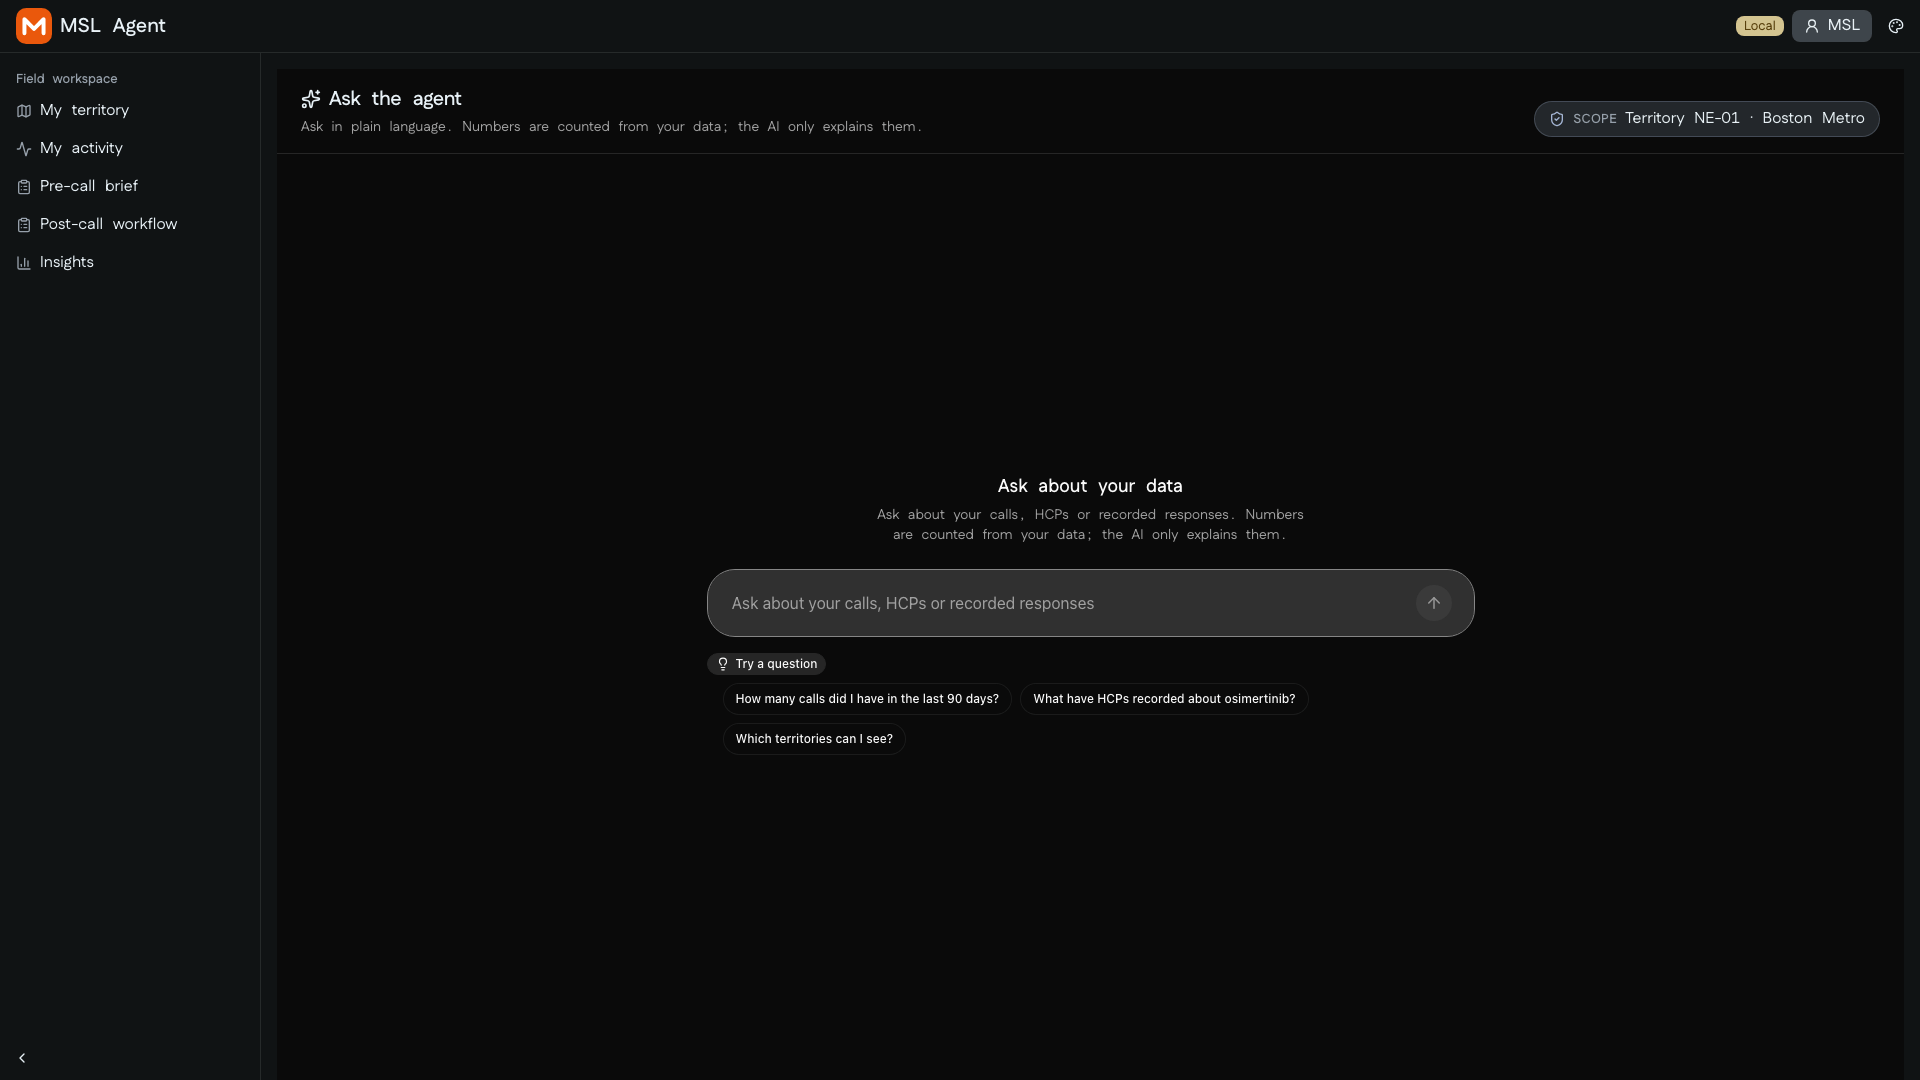 MSL Agent
Local
MSL
Field workspace
My territory
My activity
Pre-call brief
Post-call workflow
Insights
Ask the agent
Ask in plain language. Numbers are counted from your data; the AI only explains them.
SCOPE Territory NE-01 · Boston Metro
Ask about your data
Ask about your calls, HCPs or recorded responses. Numbers
are counted from your data; the AI only explains them.
Ask about your calls, HCPs or recorded responses
Try a question
How many calls did I have in the last 90 days?
What have HCPs recorded about osimertinib?
Which territories can I see?